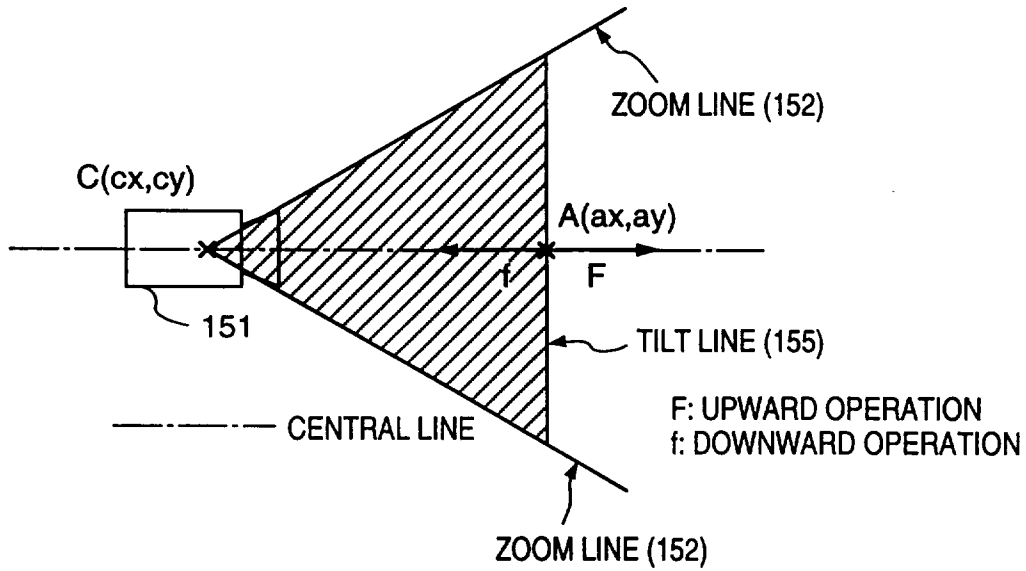 ZOOM LINE (152)
C(cx,cy)
A(ax,ay)
f
F
151
TILT LINE (155)
F: UPWARD OPERATION
CENTRAL LINE
f: DOWNWARD OPERATION
ZOOM LINE (152)